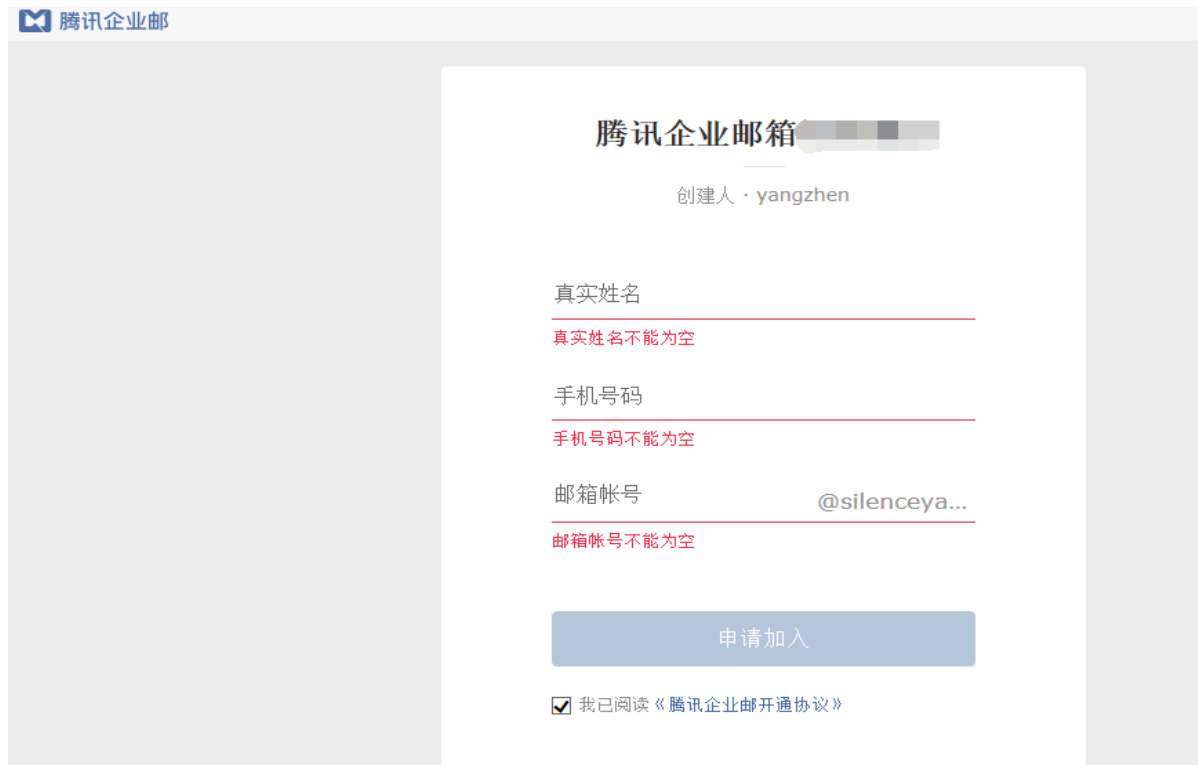 腾讯企业邮
腾讯企业邮箱
创建人 · yangzhen
真实姓名
真实姓名不能为空
手机号码
手机号码不能为空
邮箱帐号 @silenceya...
邮箱帐号不能为空
申请加入
我已阅读《腾讯企业邮开通协议》